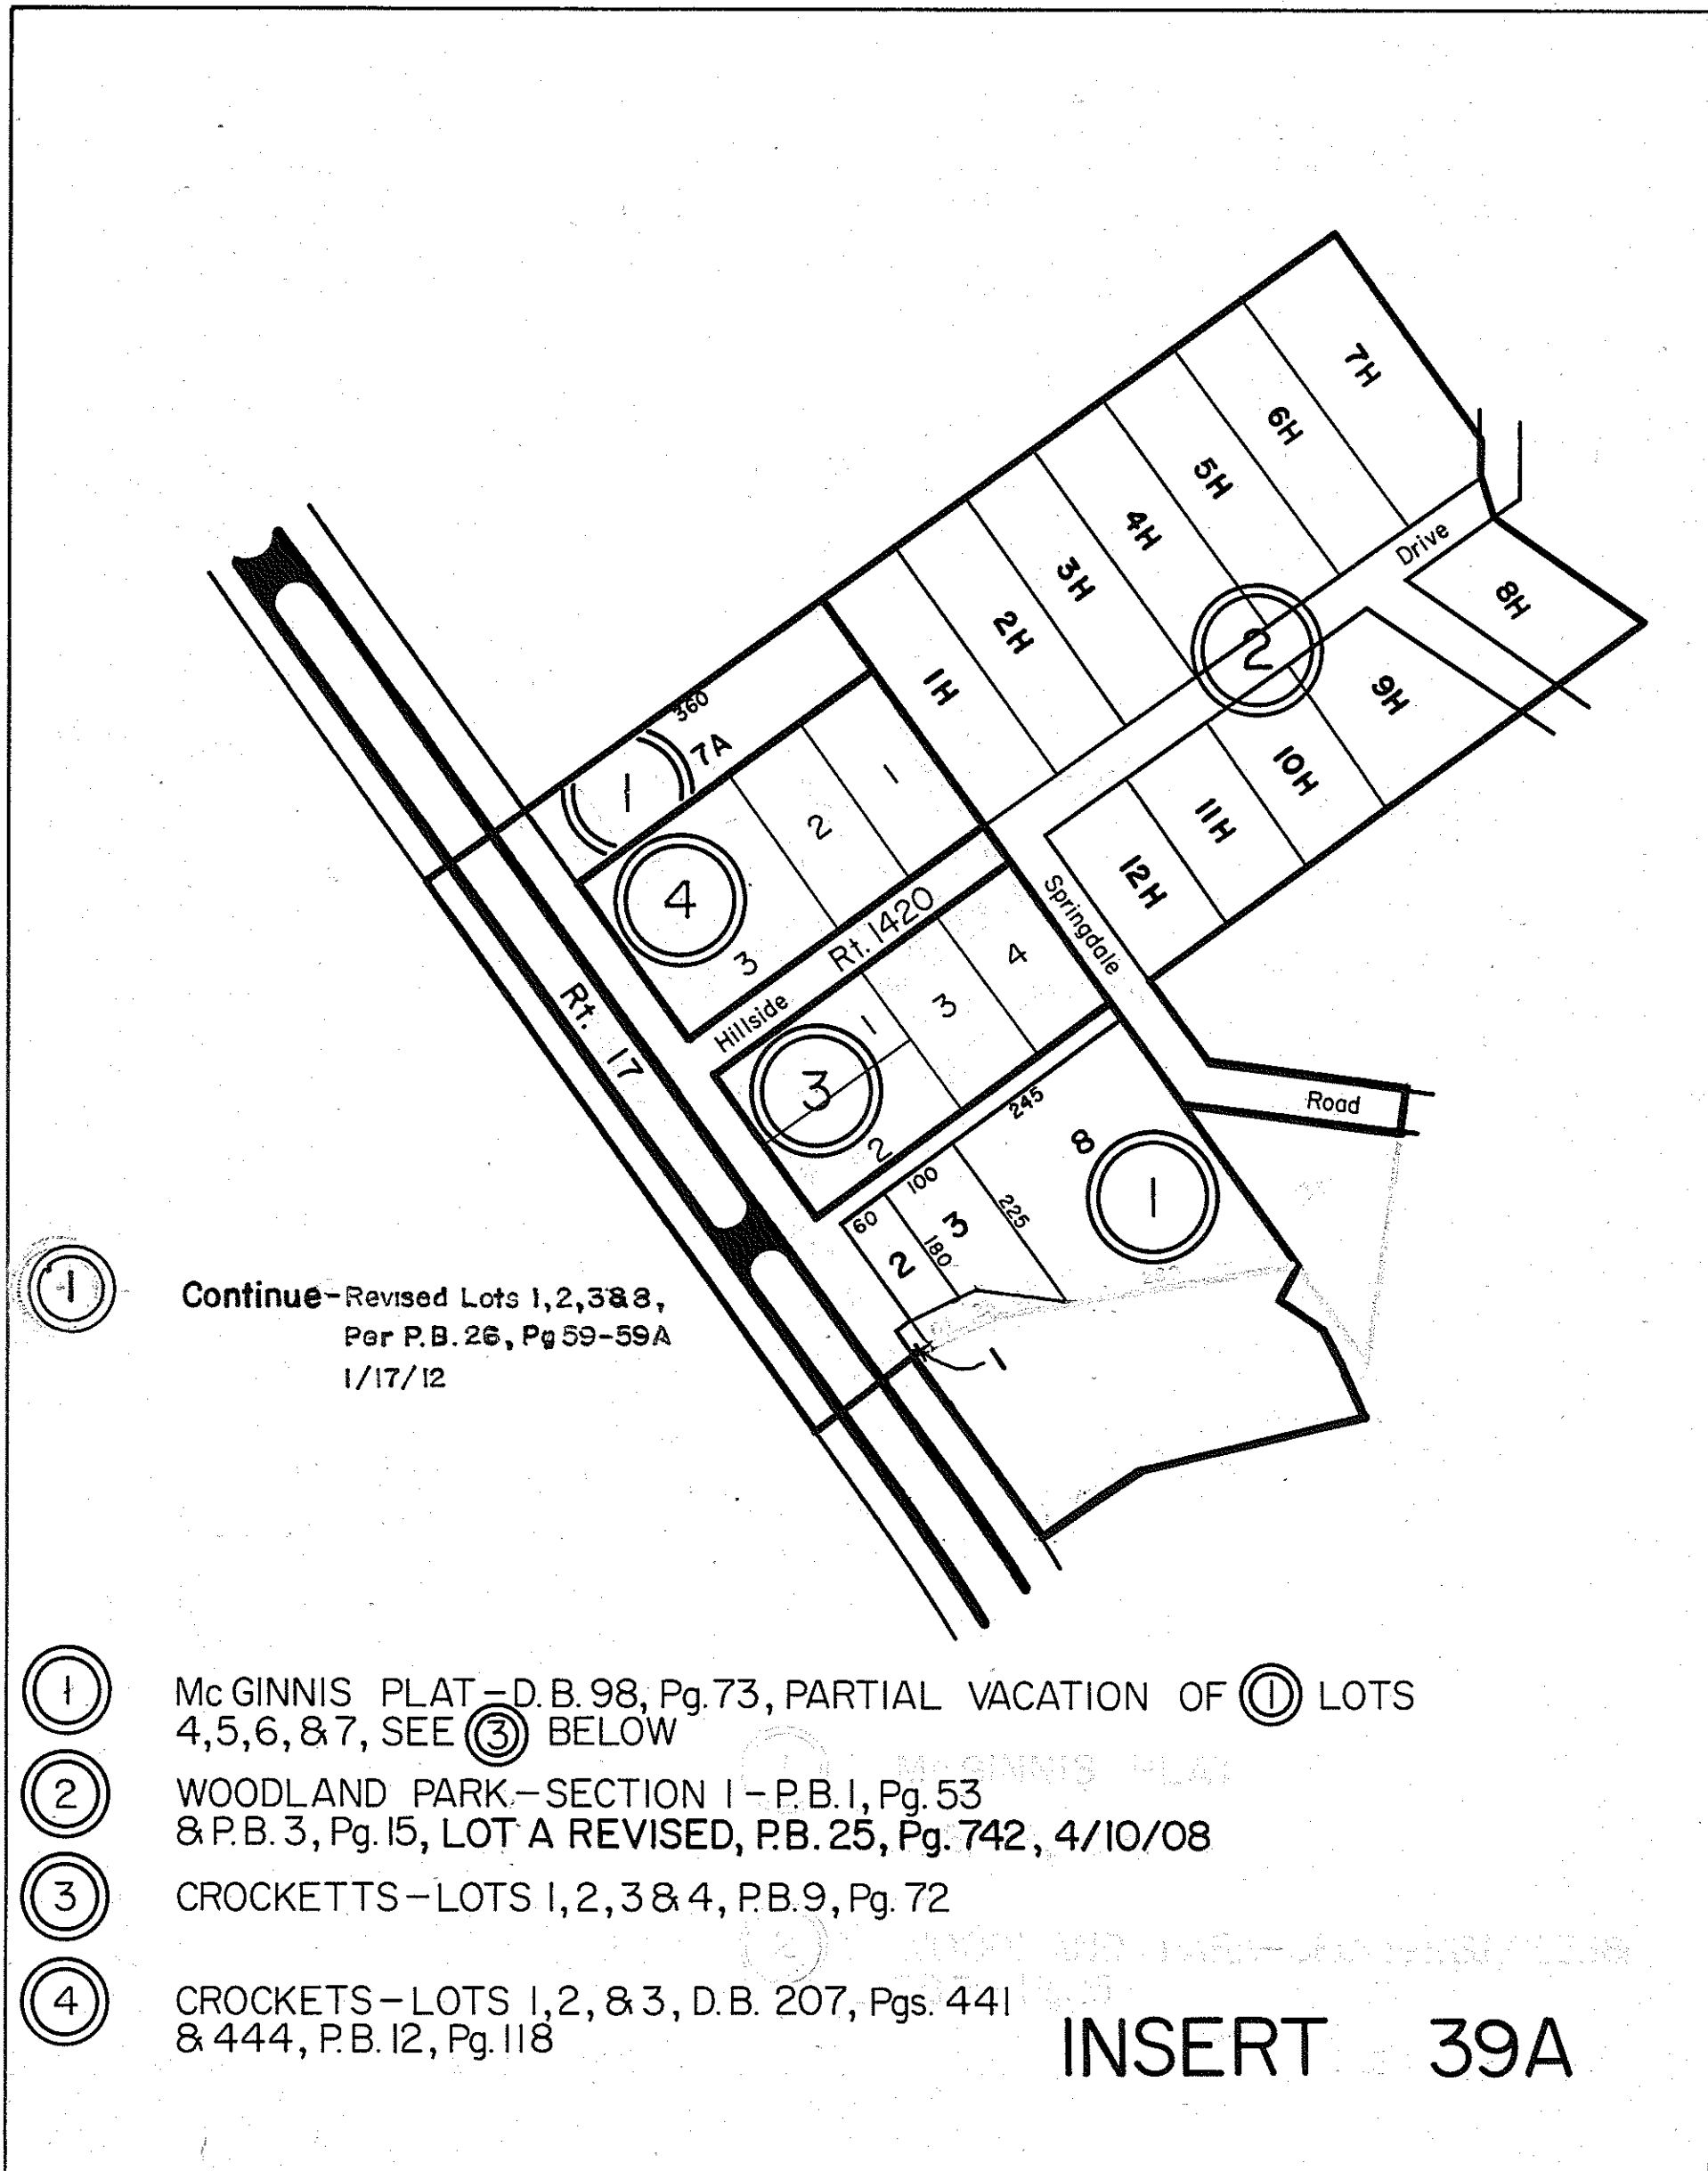 7H
6H
5H
4H
3H
2H
1H
Drive
8H
2
9H
10H
11H
12H
360
7A
1
1
2
4
3
Rt. 1420
Hillside
Springdale
Rt. 17
1
3
4
3
2
Road
245
8
1
100
225
60
3
180
2
1
1
Continue-Revised Lots 1,2,3&8,
Per P.B.26, Pg 59-59A
1/17/12
1
McGINNIS PLAT-D.B.98, Pg.73, PARTIAL VACATION OF 1 LOTS
4,5,6,&7, SEE 3 BELOW
McGINNIS PLAT
2
WOODLAND PARK-SECTION 1-P.B.1, Pg.53
& P.B.3, Pg.15, LOT A REVISED, P.B.25, Pg.742, 4/10/08
3
CROCKETTS-LOTS 1,2,3&4, P.B.9, Pg.72
4
CROCKETS-LOTS 1,2,&3, D.B. 207, Pgs. 441
& 444, P.B.12, Pg.118
INSERT 39A